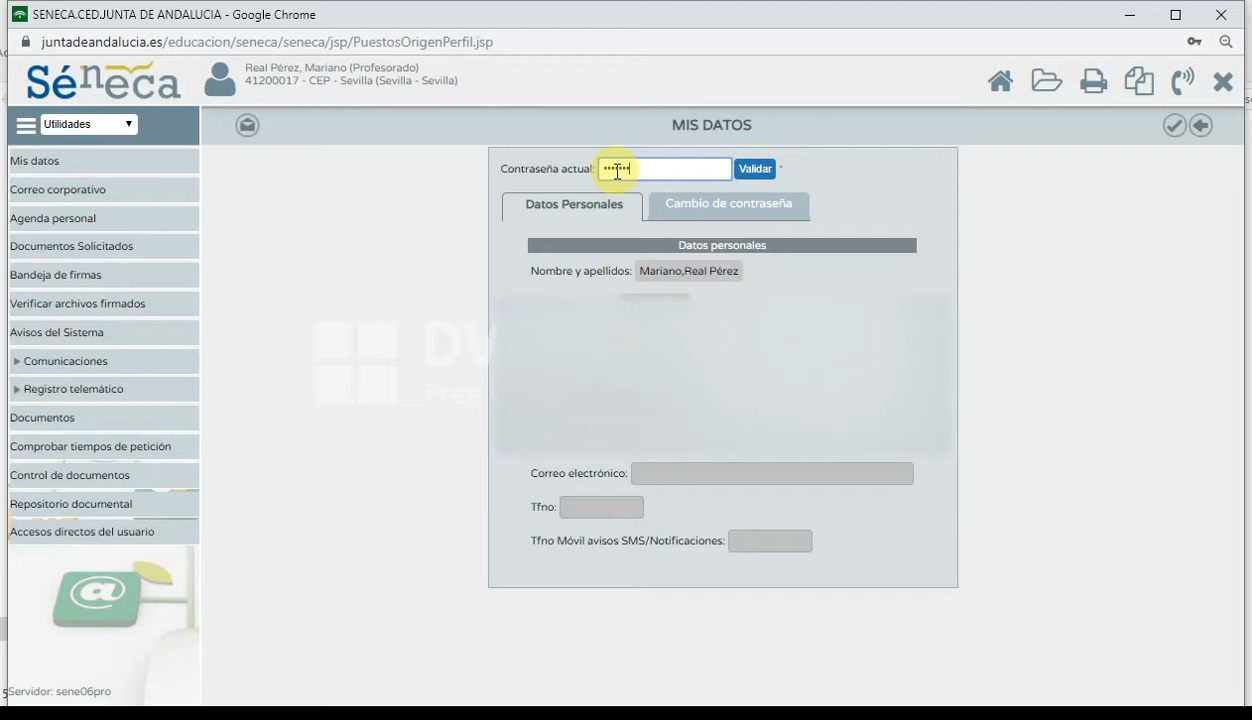 SENECA.CED.JUNTA DE ANDALUCIA - Google Chrome
juntadeandalucia.es/educacion/seneca/seneca/jsp/PuestosOrigenPerfil.jsp
Séneca
Real Pérez, Mariano (Profesorado)
41200017 - CEP - Sevilla (Sevilla - Sevilla)
Utilidades
MIS DATOS
Mis datos
Correo corporativo
Agenda personal
Documentos Solicitados
Bandeja de firmas
Verificar archivos firmados
Avisos del Sistema
Comunicaciones
Registro telemático
Documentos
Comprobar tiempos de petición
Control de documentos
Repositorio documental
Accesos directos del usuario
Servidor: sene06pro
Contraseña actual: Validar *
Datos Personales Cambio de contraseña
Datos personales
Nombre y apellidos: Mariano,Real Pérez
Correo electrónico:
Tfno:
Tfno Móvil avisos SMS/Notificaciones: